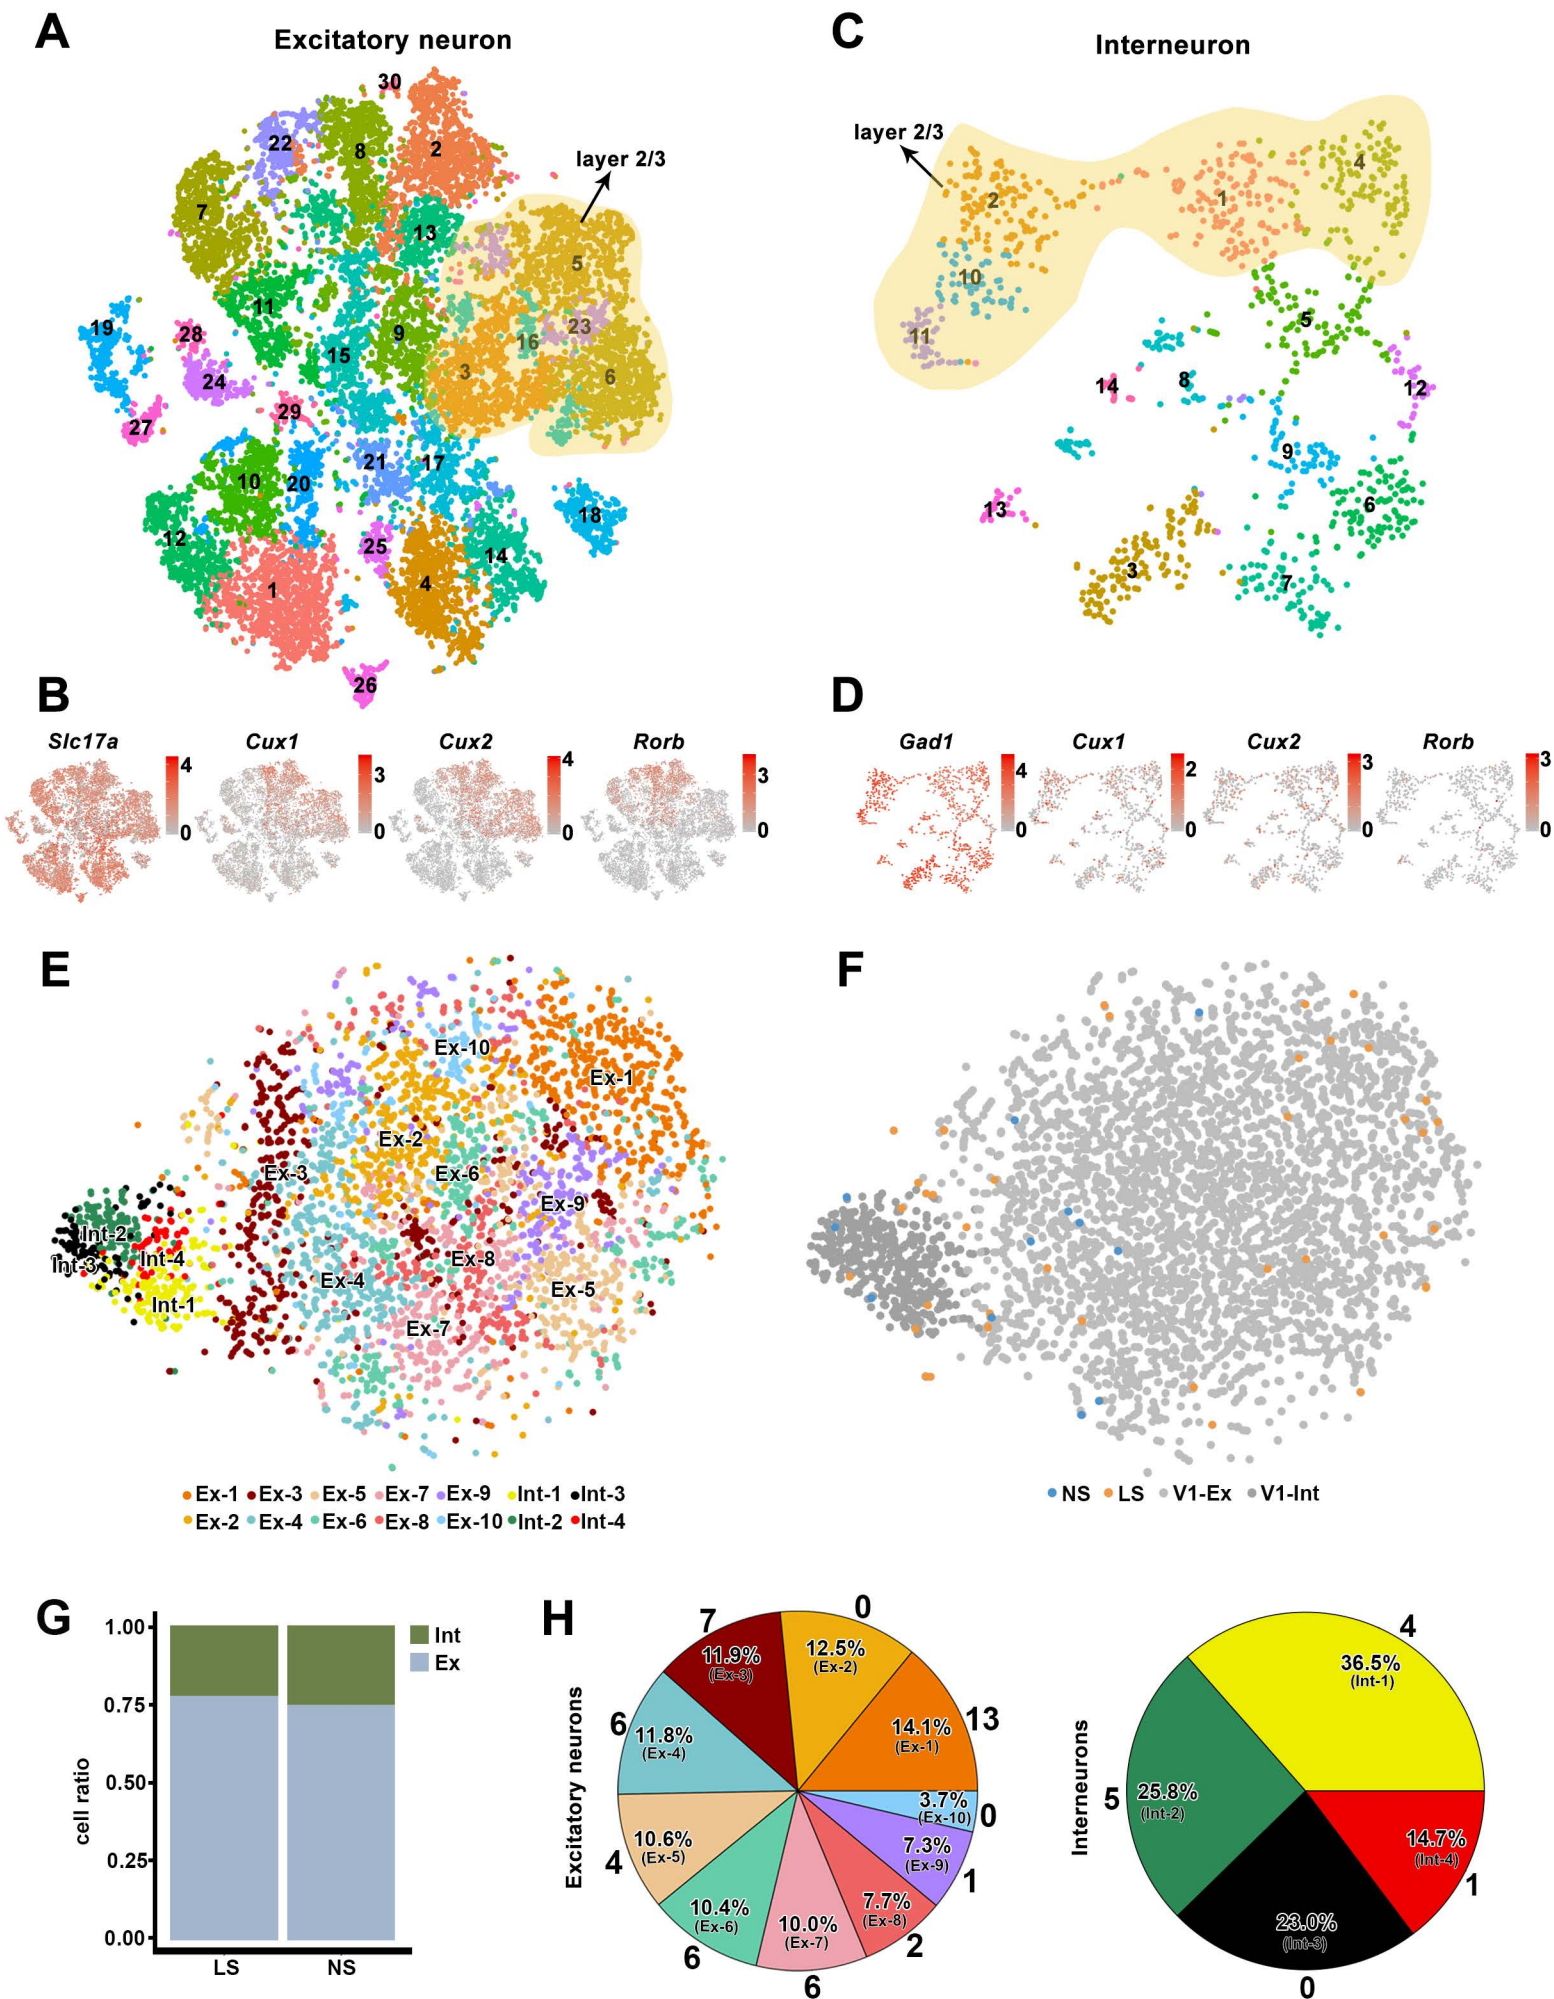 A
Excitatory neuron
30
22
8
2
layer 2/3
7
13
5
11
19
28
9
23
16
15
3
6
24
29
27
21
17
10
20
18
12
25
14
1
4
26
C
Interneuron
layer 2/3
4
2
1
10
11
5
14
8
12
9
13
6
3
7
B
Slc17a
Cux1
Cux2
Rorb
4
0
3
0
4
0
3
0
D
Gad1
Cux1
Cux2
Rorb
4
0
2
0
3
0
3
0
E
Ex-10
Ex-1
Ex-2
Ex-3
Ex-6
Ex-9
Int-2
Int-3
Int-4
Ex-8
Ex-4
Ex-5
Int-1
Ex-7
Ex-1 Ex-3 Ex-5 Ex-7 Ex-9 Int-1 Int-3
Ex-2 Ex-4 Ex-6 Ex-8 Ex-10 Int-2 Int-4
F
NS LS V1-Ex V1-Int
G
1.00
0.75
0.50
0.25
0.00
cell ratio
LS
NS
Int
Ex
H
Excitatory neurons
0
12.5%
(Ex-2)
7
11.9%
(Ex-3)
13
14.1%
(Ex-1)
6
11.8%
(Ex-4)
3.7%
(Ex-10)
0
4
10.6%
(Ex-5)
7.3%
(Ex-9)
1
6
10.4%
(Ex-6)
10.0%
(Ex-7)
6
7.7%
(Ex-8)
2
Interneurons
4
36.5%
(Int-1)
5
25.8%
(Int-2)
14.7%
(Int-4)
1
23.0%
(Int-3)
0